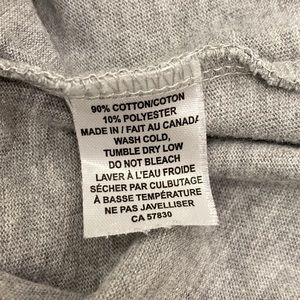 90% COTTON/COTON
10% POLYESTER
MADE IN / FAIT AU CANADA
WASH COLD,
TUMBLE DRY LOW
DO NOT BLEACH
LAVER À L'EAU FROIDE
SÉCHER PAR CULBUTAGE
À BASSE TEMPÉRATURE
NE PAS JAVELLISER
CA 57830